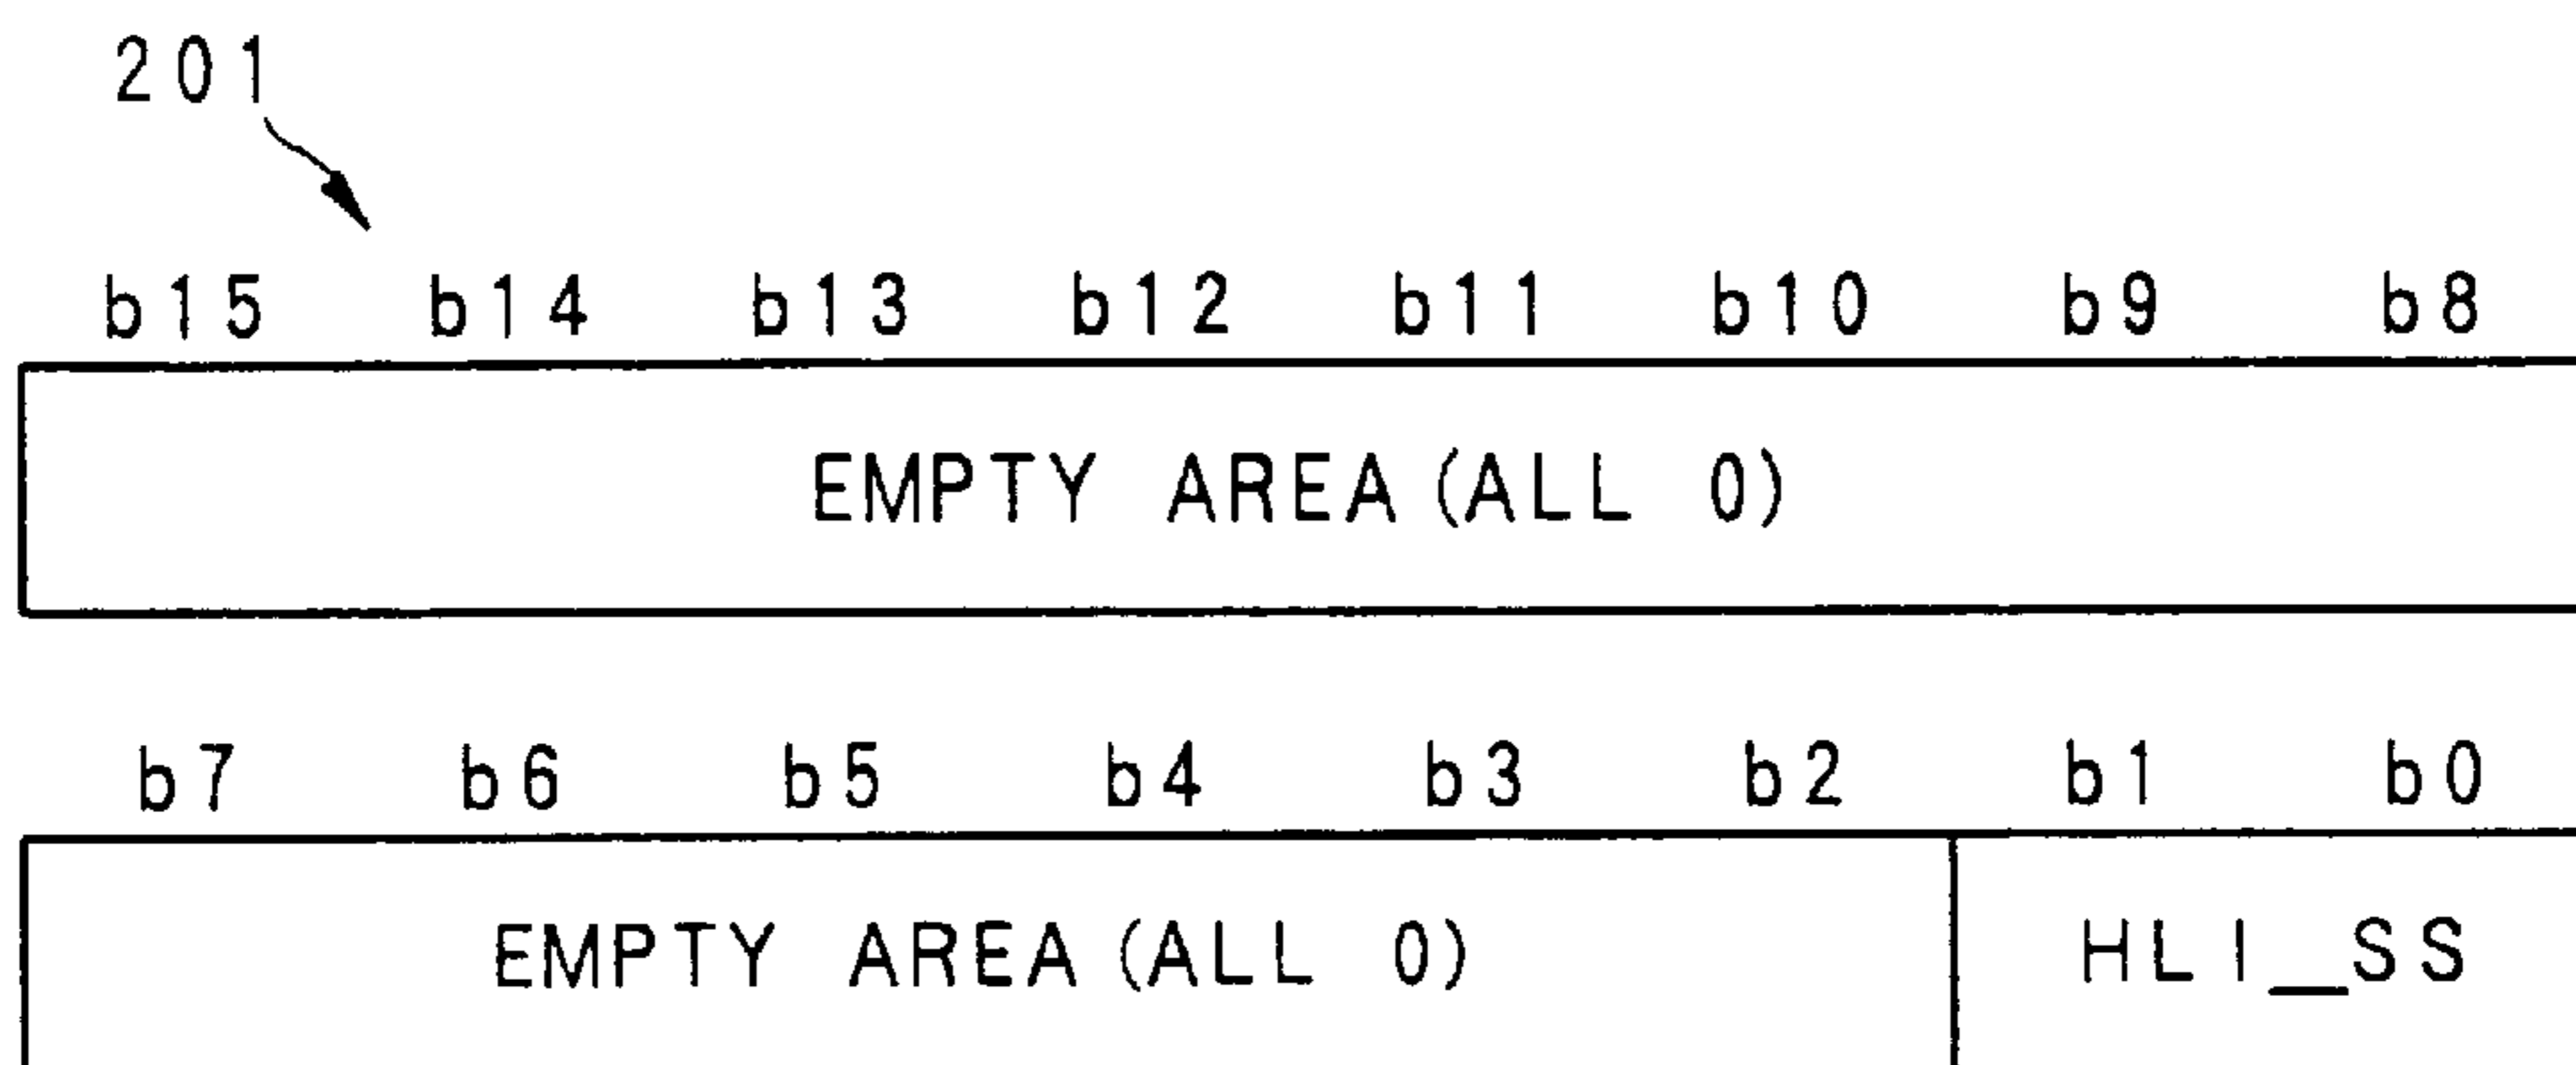 201
b15 b14 b13 b12 b11 b10 b9 b8
EMPTY AREA(ALL 0)
b7 b6 b5 b4 b3 b2 b1 b0
EMPTY AREA(ALL 0) HLI_SS